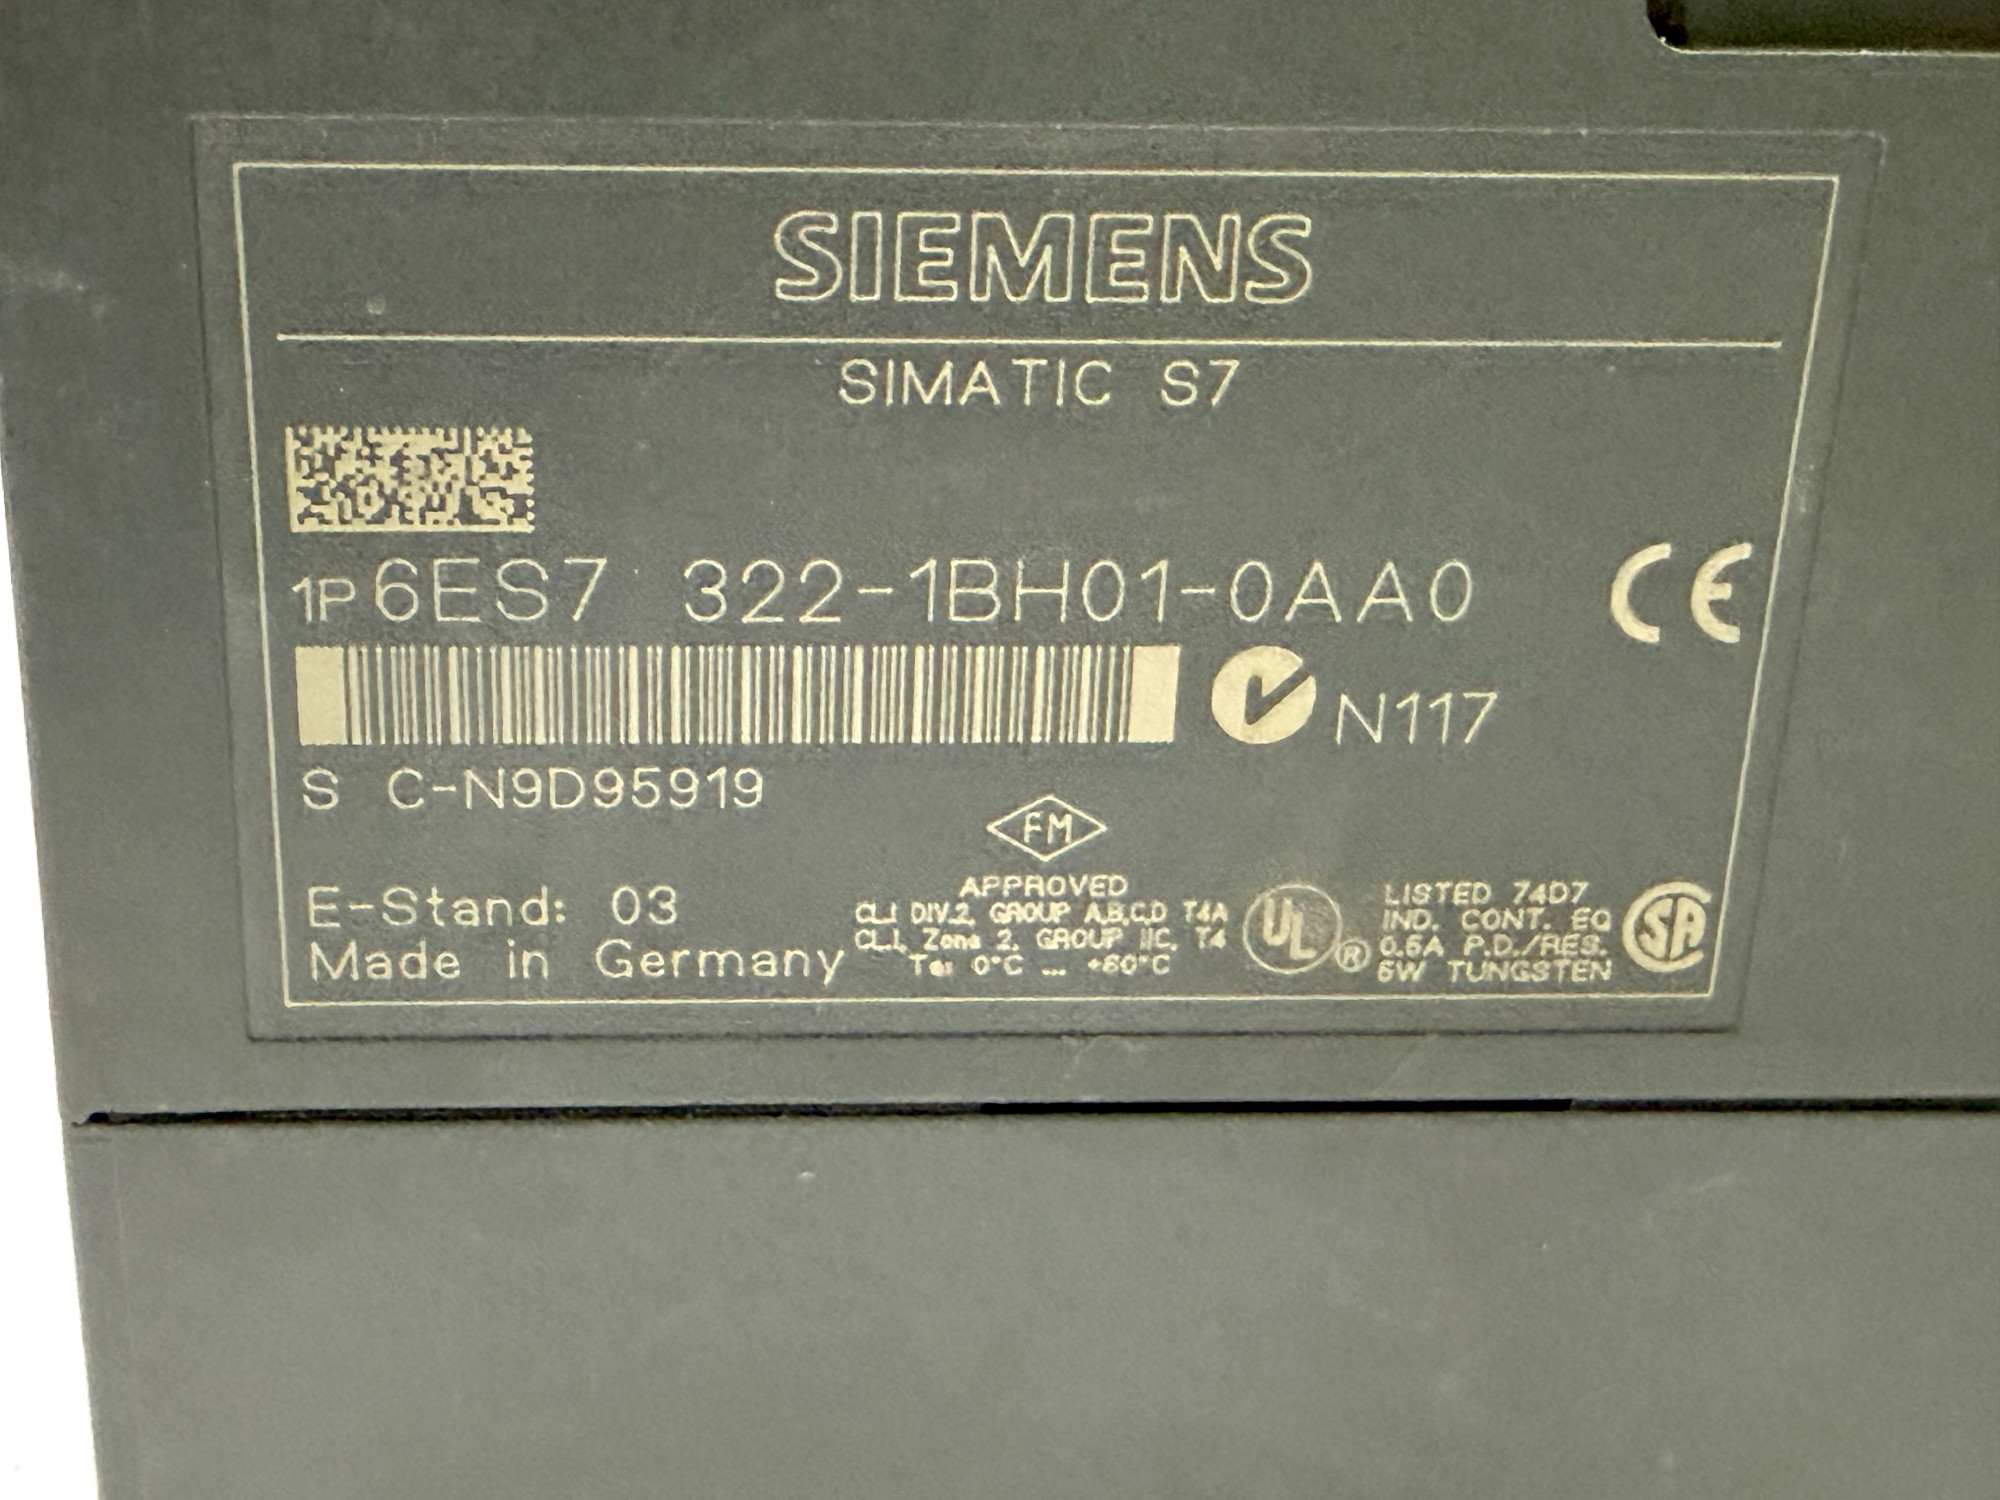 SIEMENS
SIMATIC S7
1P 6ES7 322-1BH01-0AA0
CE
N117
S C-N9D95919
FM
APPROVED
CL.I DIV.2, GROUP A,B,C,D T4A
CL.I, Zone 2, GROUP IIC, T4
Ta: 0°C ... +60°C
UL ®
LISTED 74D7
IND. CONT. EQ
0.5A P.D./RES.
5W TUNGSTEN
SA
E-Stand: 03
Made in Germany